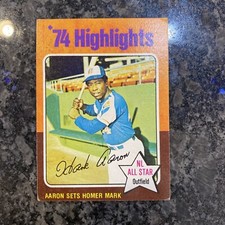 '74 Highlights
Hank Aaron
NL
ALL STAR
Outfield
AARON SETS HOMER MARK